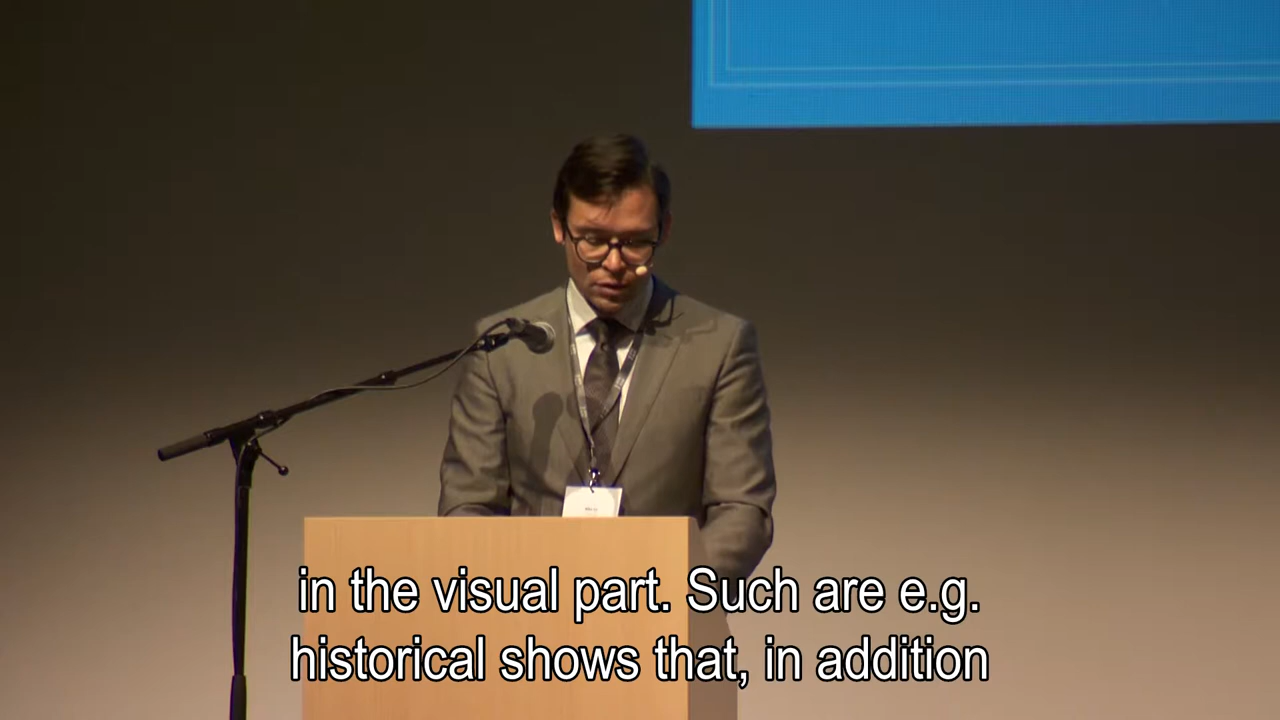 in the visual part. Such are e.g.
historical shows that, in addition